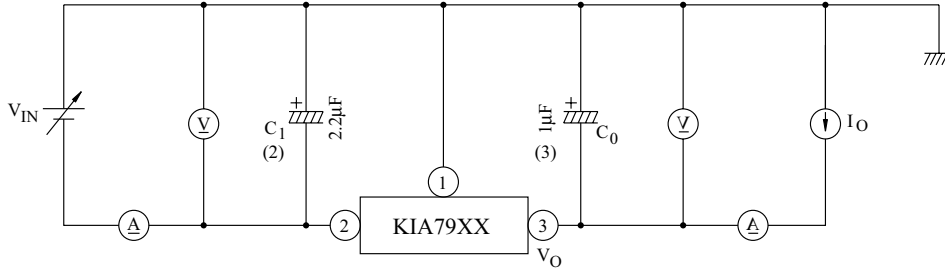 V_IN
V
C_1
(2)
+
2.2μF
1μF
(3)
+
C_0
V
I_O
1
A
2
KIA79XX
3
V_O
A